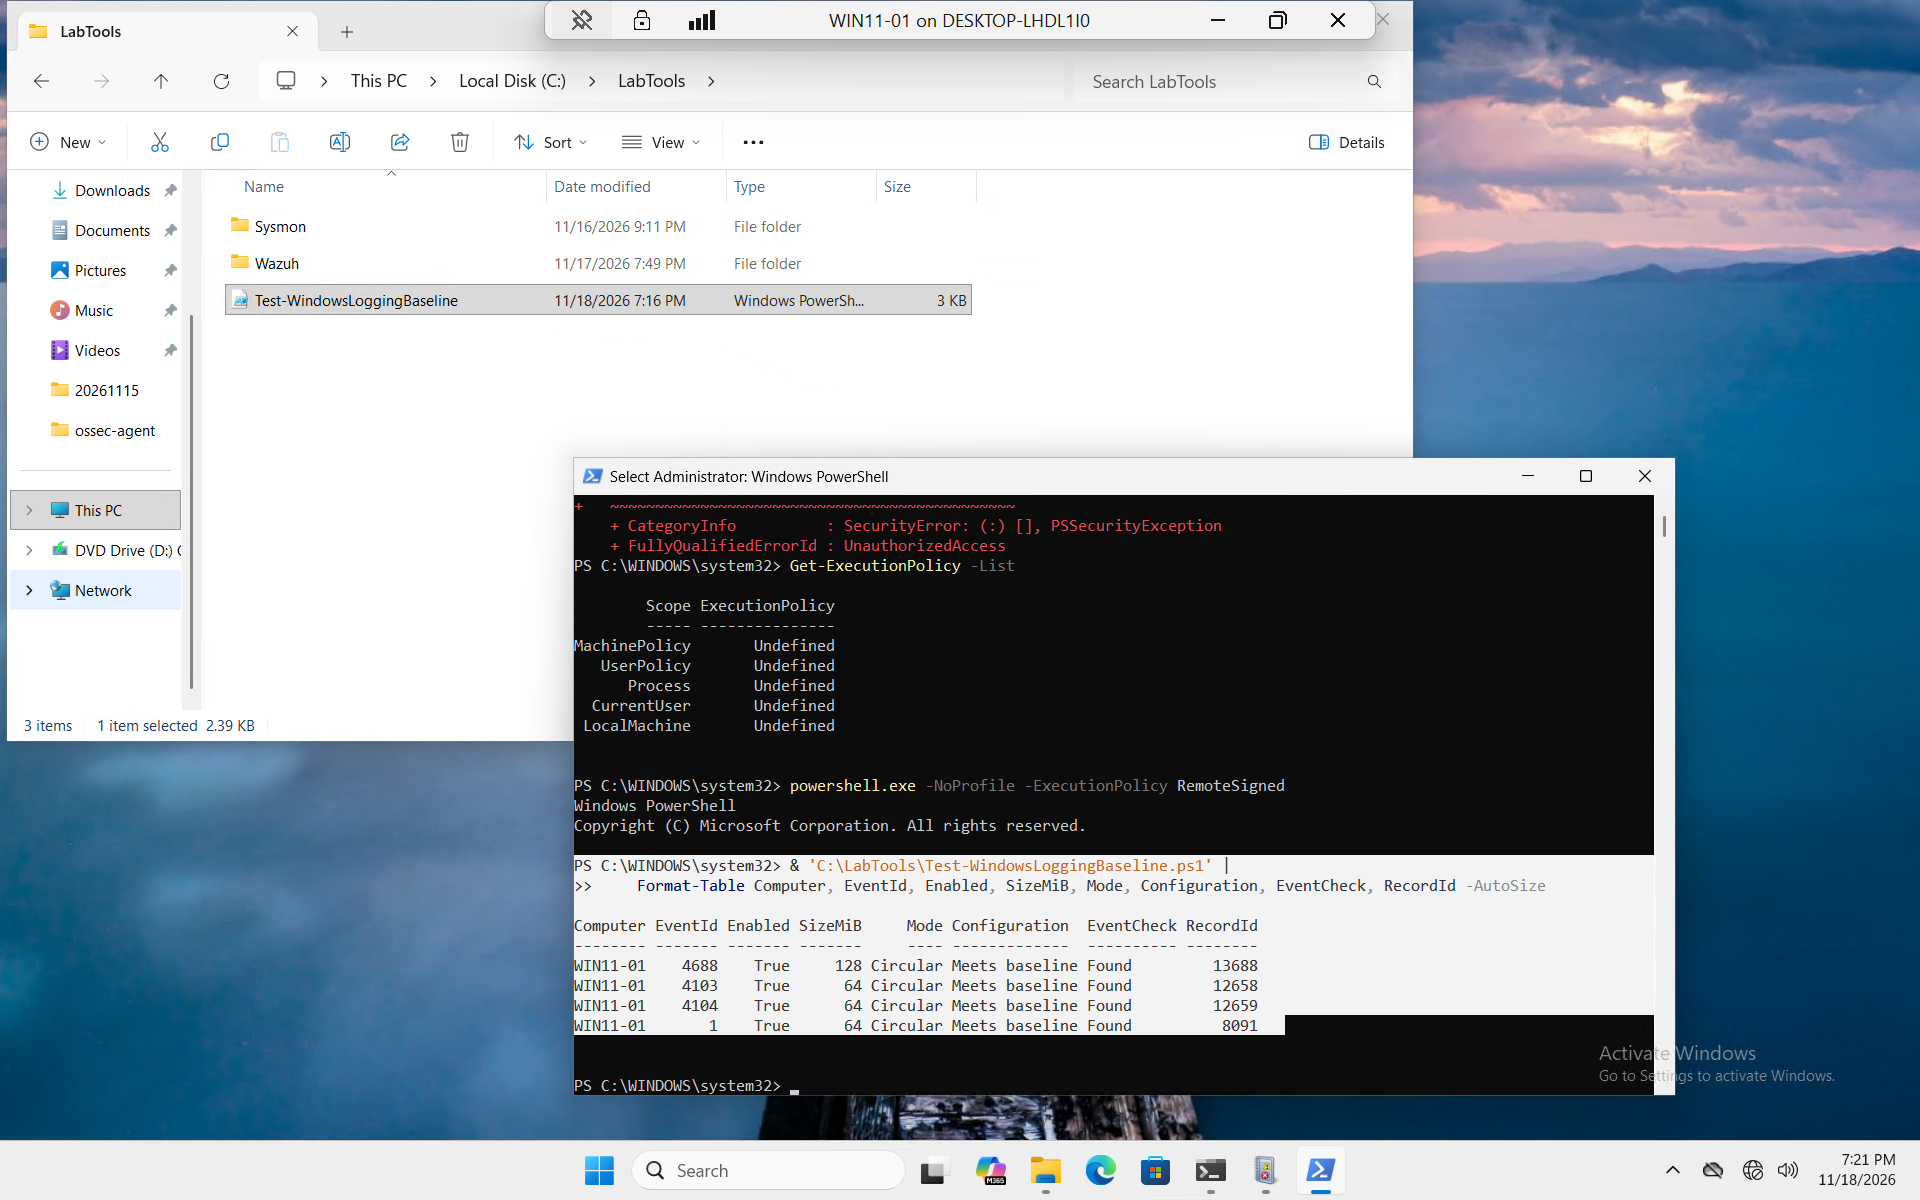 LabTools
WIN11-01 on DESKTOP-LHDL1I0
This PC
Local Disk (C:)
LabTools
Search LabTools
New
Sort
View
Details
Name
Date modified
Type
Size
Downloads
Documents
Pictures
Music
Videos
20261115
ossec-agent
This PC
DVD Drive (D:) C
Network
Sysmon 11/16/2026 9:11 PM File folder
Wazuh 11/17/2026 7:49 PM File folder
Test-WindowsLoggingBaseline 11/18/2026 7:16 PM Windows PowerSh... 3 KB
3 items 1 item selected 2.39 KB
Select Administrator: Windows PowerShell
+ ~~~~~~~~~~~~~~~~~~~~~~~~~~~~~~~~~~~~~~~~~~~~~
+ CategoryInfo : SecurityError: (:) [], PSSecurityException
+ FullyQualifiedErrorId : UnauthorizedAccess
PS C:\WINDOWS\system32> Get-ExecutionPolicy -List
Scope ExecutionPolicy
----- ---------------
MachinePolicy Undefined
UserPolicy Undefined
Process Undefined
CurrentUser Undefined
LocalMachine Undefined
PS C:\WINDOWS\system32> powershell.exe -NoProfile -ExecutionPolicy RemoteSigned
Windows PowerShell
Copyright (C) Microsoft Corporation. All rights reserved.
PS C:\WINDOWS\system32> & 'C:\LabTools\Test-WindowsLoggingBaseline.ps1' |
>> Format-Table Computer, EventId, Enabled, SizeMiB, Mode, Configuration, EventCheck, RecordId -AutoSize
Computer EventId Enabled SizeMiB Mode Configuration EventCheck RecordId
-------- ------- ------- ------- ---- ------------- ---------- --------
WIN11-01 4688 True 128 Circular Meets baseline Found 13688
WIN11-01 4103 True 64 Circular Meets baseline Found 12658
WIN11-01 4104 True 64 Circular Meets baseline Found 12659
WIN11-01 1 True 64 Circular Meets baseline Found 8091
PS C:\WINDOWS\system32> _
Activate Windows
Go to Settings to activate Windows.
Search
M365
7:21 PM
11/18/2026